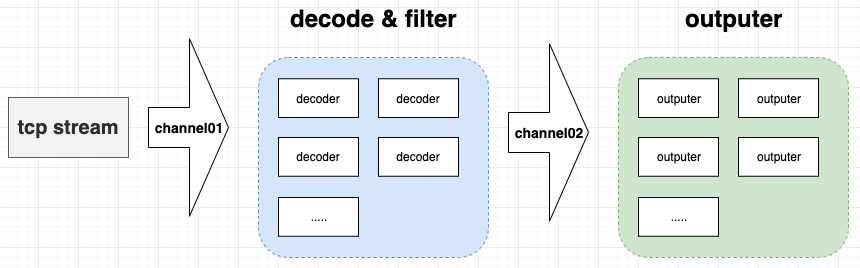 decode & filter
outputer
tcp stream
channel01
decoder
decoder
decoder
decoder
.....
channel02
outputer
outputer
outputer
outputer
.....